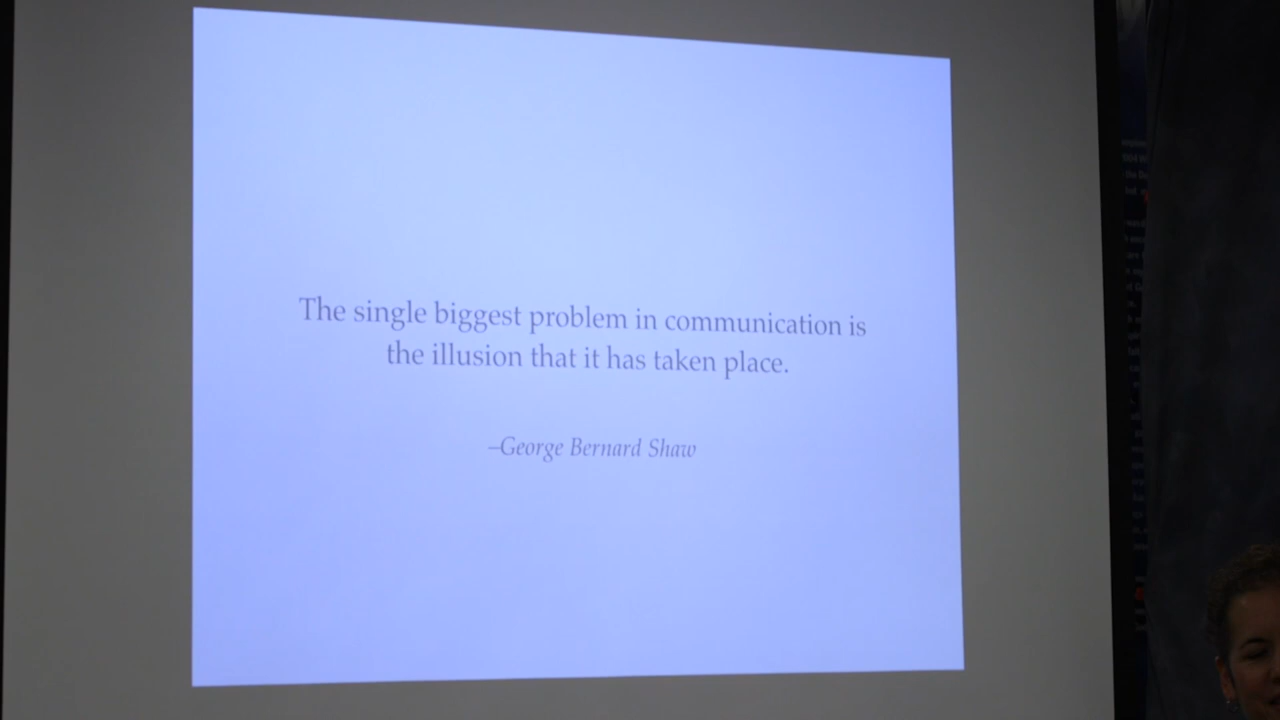 The single biggest problem in communication is
the illusion that it has taken place.
–George Bernard Shaw